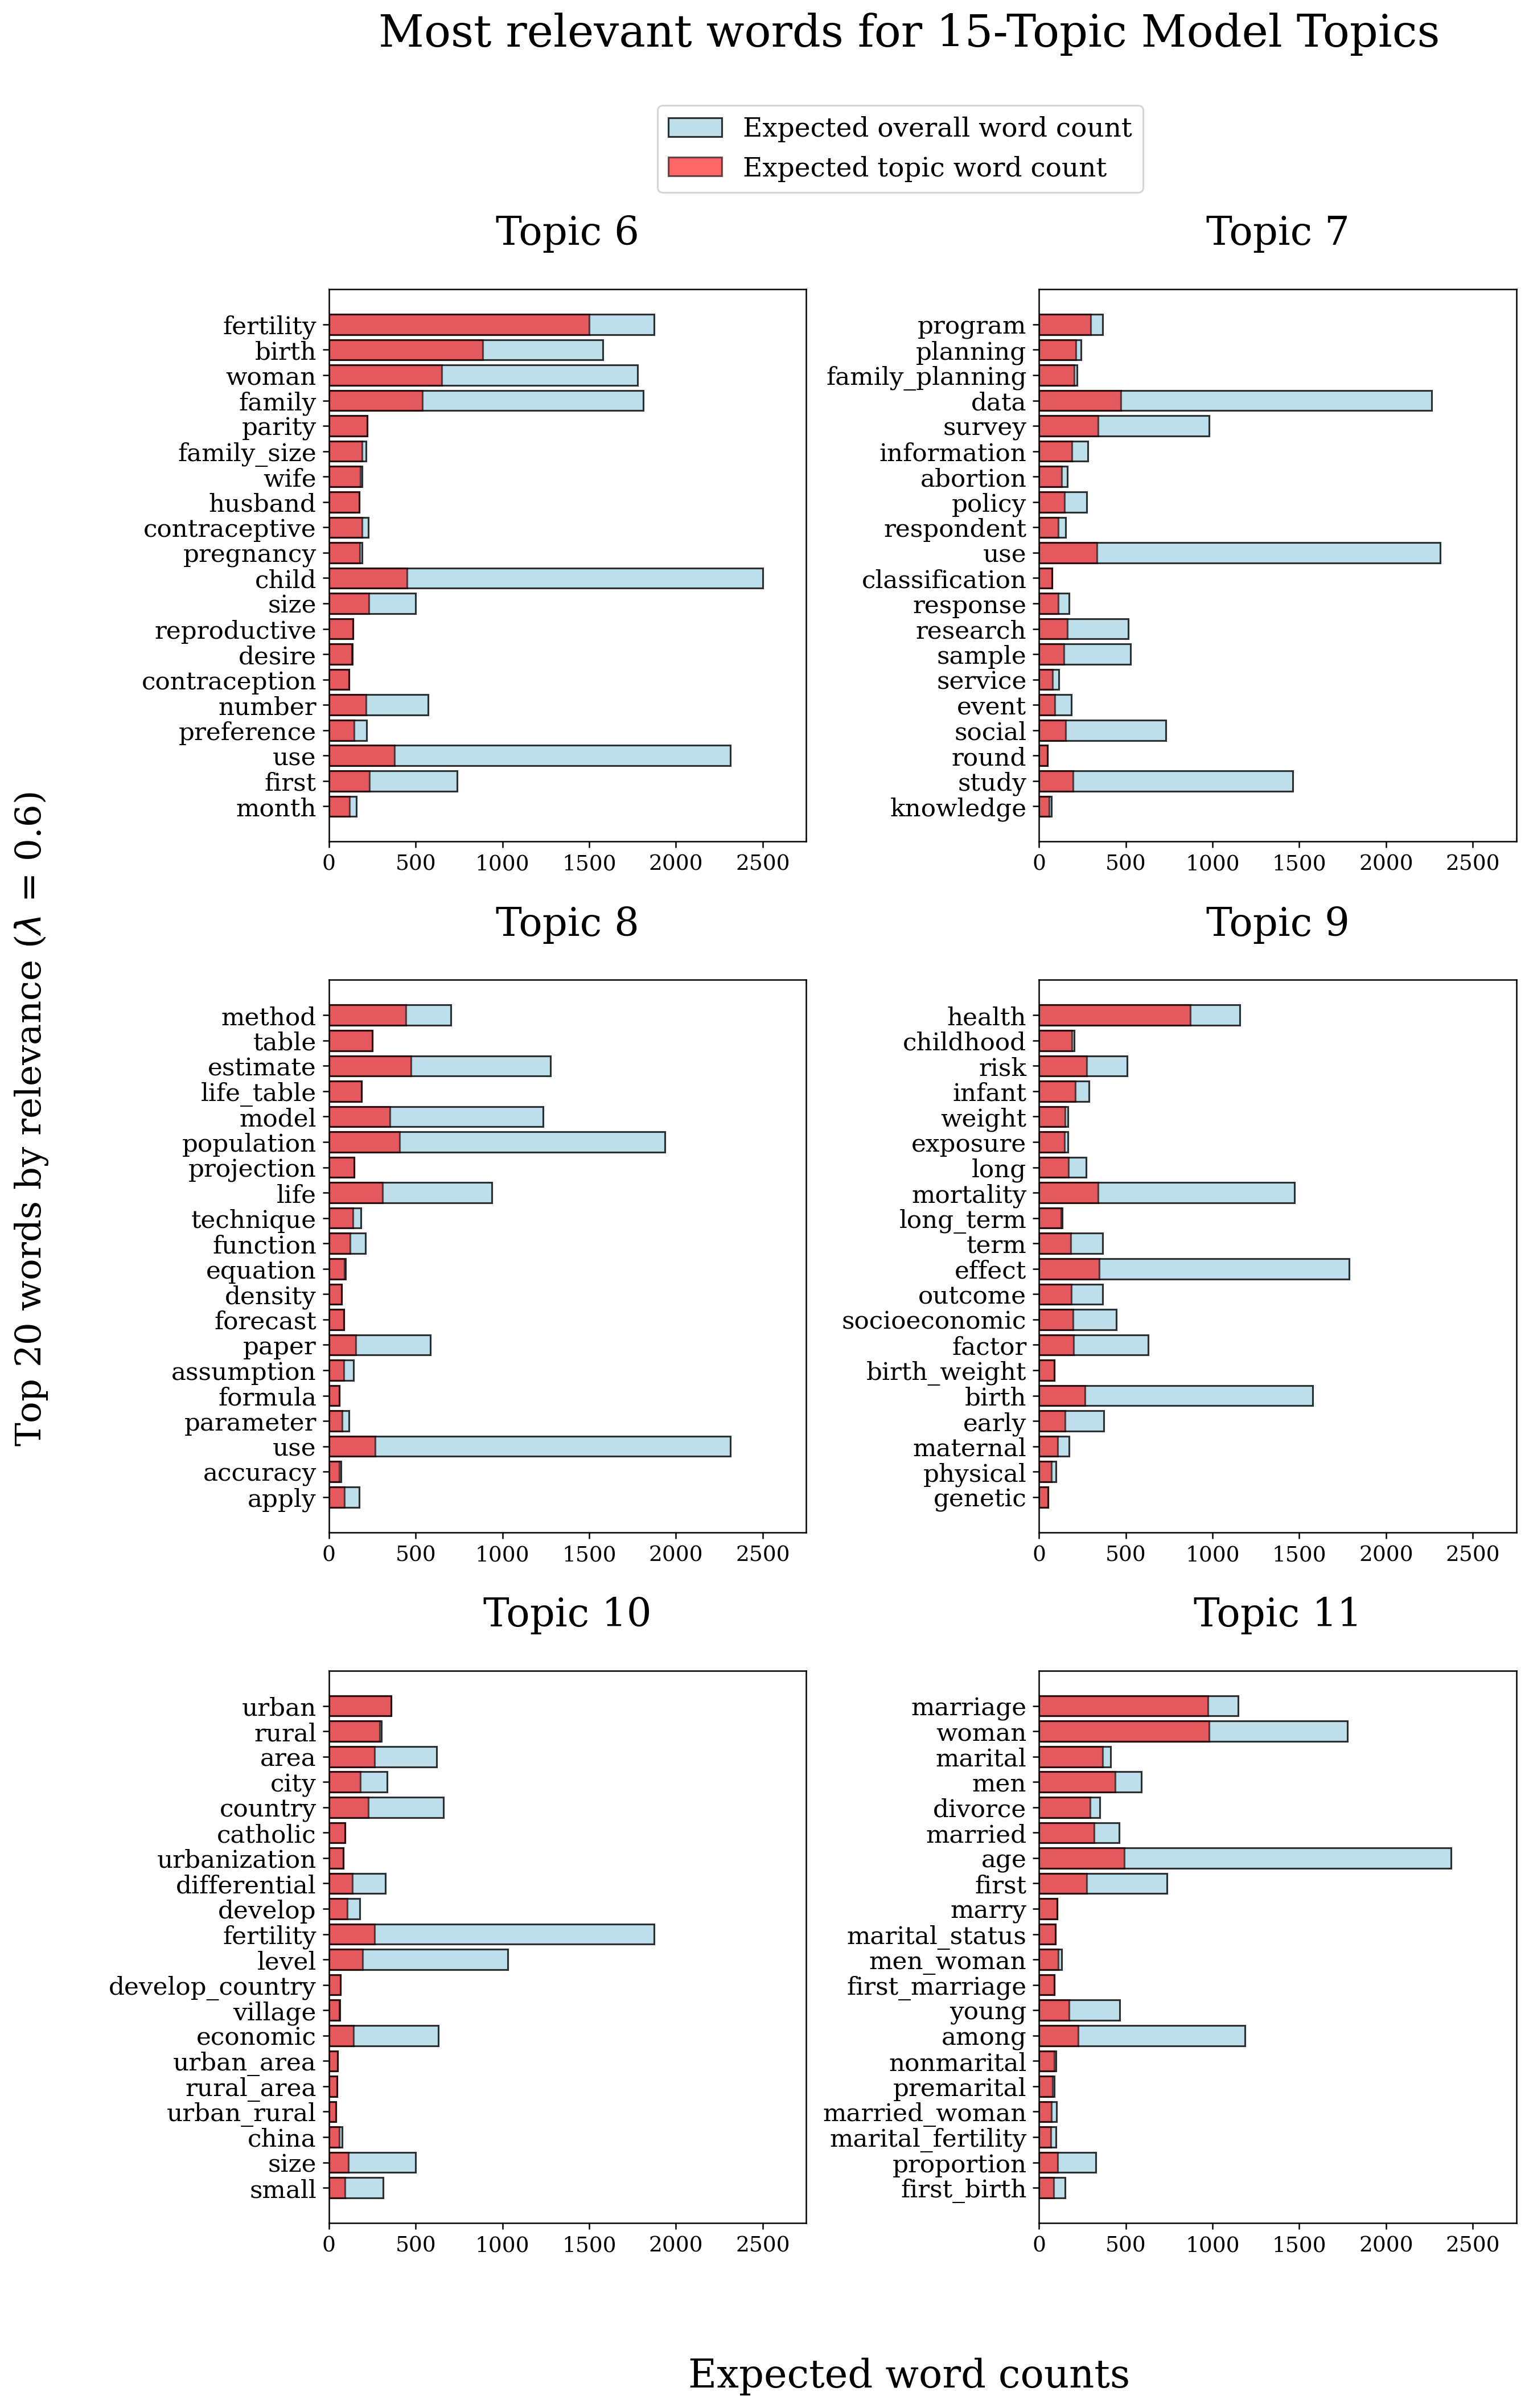 Most relevant words for 15-Topic Model Topics
Expected overall word count
Expected topic word count
Top 20 words by relevance (λ = 0.6)
Topic 6
fertility
birth
woman
family
parity
family_size
wife
husband
contraceptive
pregnancy
child
size
reproductive
desire
contraception
number
preference
use
first
month
0 500 1000 1500 2000 2500
Topic 7
program
planning
family_planning
data
survey
information
abortion
policy
respondent
use
classification
response
research
sample
service
event
social
round
study
knowledge
0 500 1000 1500 2000 2500
Topic 8
method
table
estimate
life_table
model
population
projection
life
technique
function
equation
density
forecast
paper
assumption
formula
parameter
use
accuracy
apply
0 500 1000 1500 2000 2500
Topic 9
health
childhood
risk
infant
weight
exposure
long
mortality
long_term
term
effect
outcome
socioeconomic
factor
birth_weight
birth
early
maternal
physical
genetic
0 500 1000 1500 2000 2500
Topic 10
urban
rural
area
city
country
catholic
urbanization
differential
develop
fertility
level
develop_country
village
economic
urban_area
rural_area
urban_rural
china
size
small
0 500 1000 1500 2000 2500
Topic 11
marriage
woman
marital
men
divorce
married
age
first
marry
marital_status
men_woman
first_marriage
young
among
nonmarital
premarital
married_woman
marital_fertility
proportion
first_birth
0 500 1000 1500 2000 2500
Expected word counts